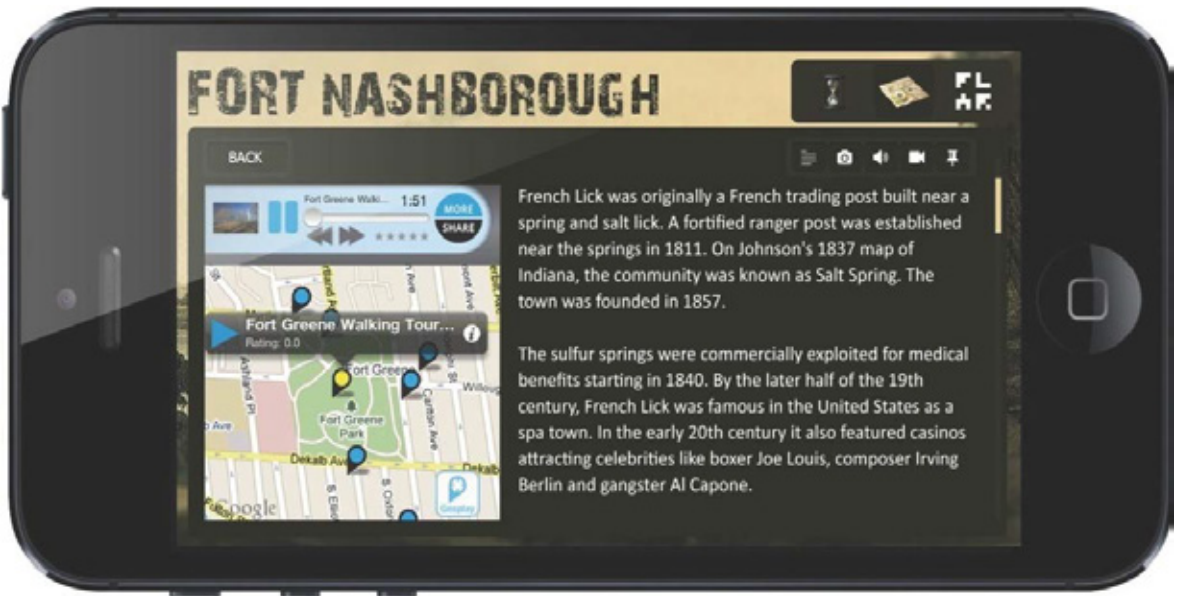 FORT NASHBOROUGH
BACK
Fort Greene Walki... 1:51
MORE
SHARE
Fort Greene Walking Tour...
Rating: 0.0
Ashland Pl
Fort Greene
Willoug
Carlton Ave
Fort Greene
Park
Ave
Dekalb Ave
Dekalb
Google
Geoplay
French Lick was originally a French trading post built near a
spring and salt lick. A fortified ranger post was established
near the springs in 1811. On Johnson's 1837 map of
Indiana, the community was known as Salt Spring. The
town was founded in 1857.
The sulfur springs were commercially exploited for medical
benefits starting in 1840. By the later half of the 19th
century, French Lick was famous in the United States as a
spa town. In the early 20th century it also featured casinos
attracting celebrities like boxer Joe Louis, composer Irving
Berlin and gangster Al Capone.